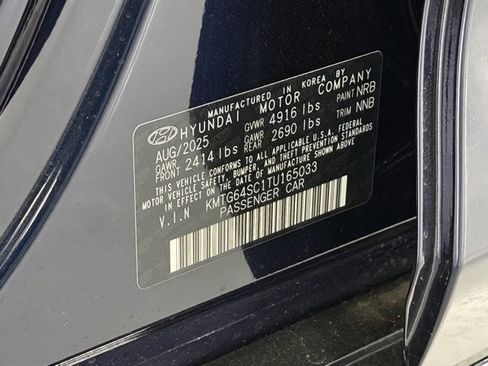 MANUFACTURED IN KOREA BY
HYUNDAI MOTOR COMPANY
AUG/2025 GVWR 4916 lbs PAINT NRB
GAWR FRONT 2414 lbs GAWR REAR 2690 lbs TRIM NNB
THIS VEHICLE CONFORMS TO ALL APPLICABLE U.S.A. FEDERAL
MOTOR VEHICLE SAFETY, BUMPER, AND THEFT PREVENTION STANDARDS
IN EFFECT ON THE DATE OF MANUFACTURE SHOWN ABOVE.
V.I.N KMTG64SC1TU165033
PASSENGER CAR